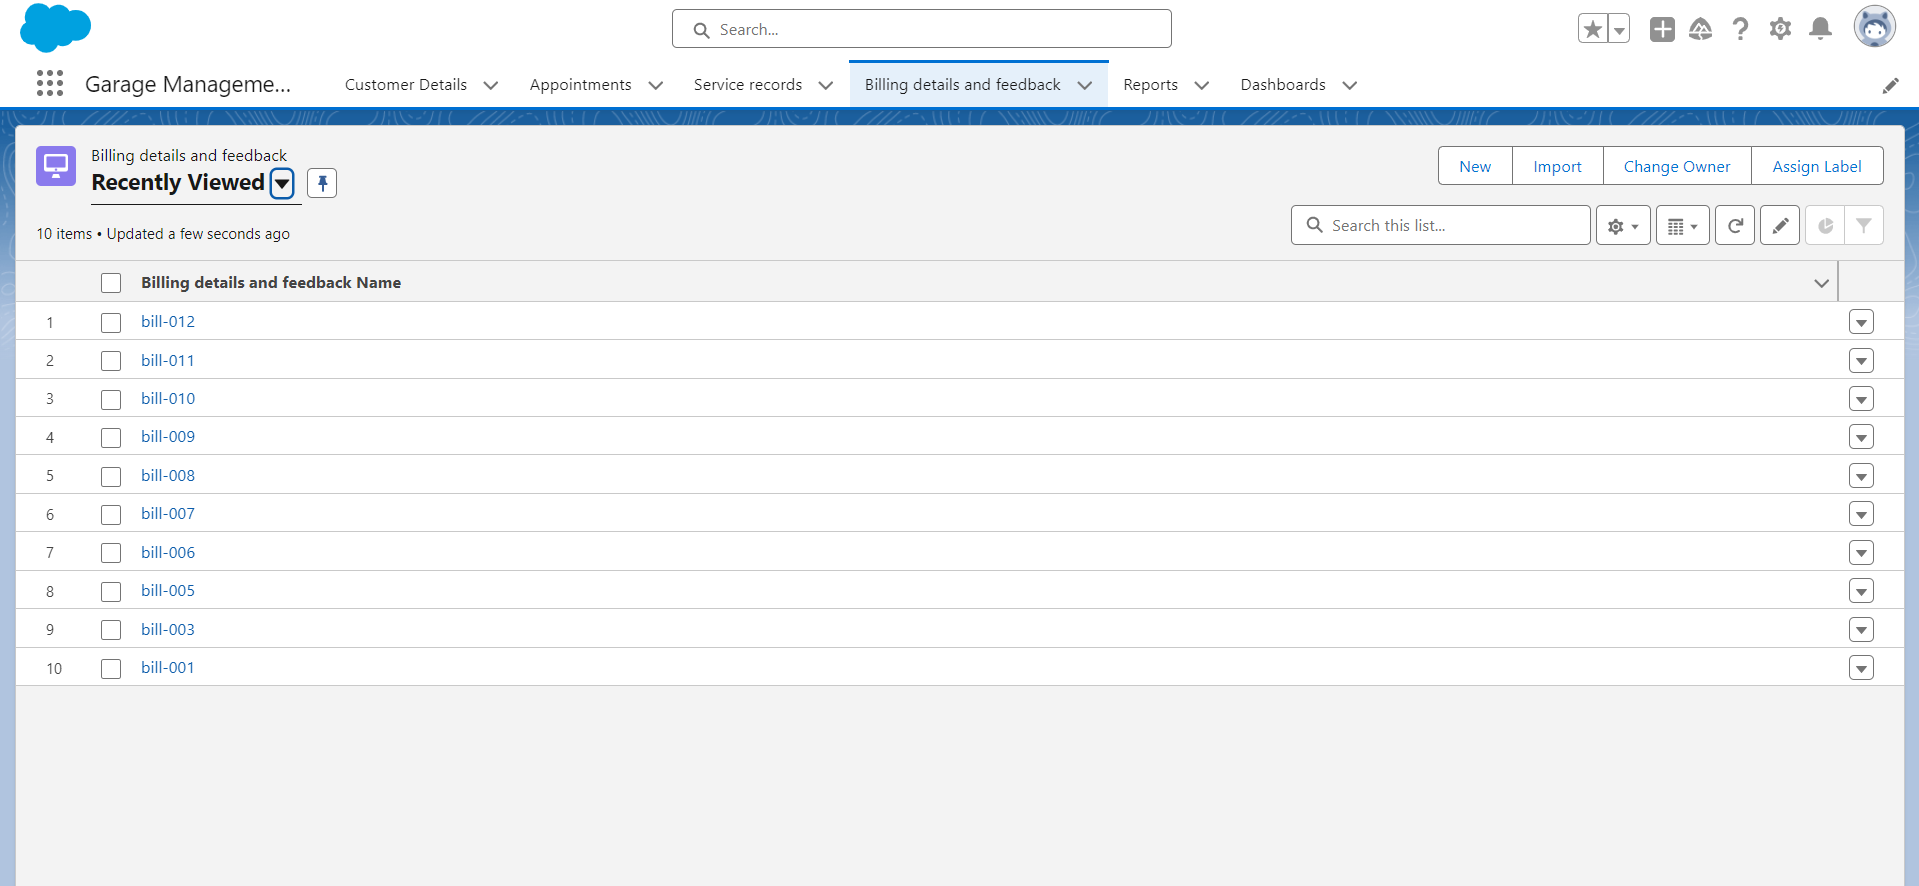 Search...
Garage Manageme...
Customer Details
Appointments
Service records
Billing details and feedback
Reports
Dashboards
Billing details and feedback
Recently Viewed
New
Import
Change Owner
Assign Label
10 items • Updated a few seconds ago
Search this list...
Billing details and feedback Name
1 bill-012
2 bill-011
3 bill-010
4 bill-009
5 bill-008
6 bill-007
7 bill-006
8 bill-005
9 bill-003
10 bill-001